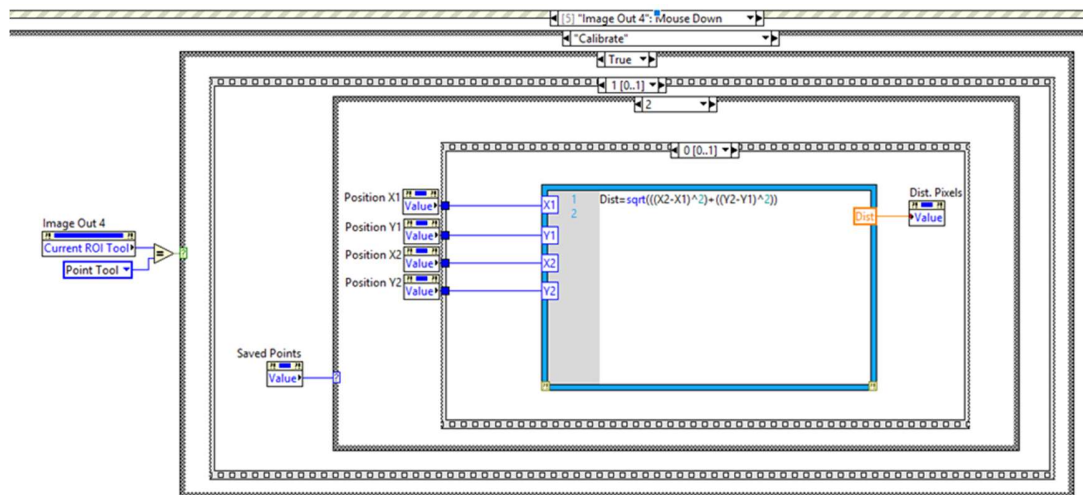 [5] "Image Out 4": Mouse Down
"Calibrate"
True
1 [0..1]
2
0 [0..1]
Position X1
Value
X1
1
Dist=sqrt(((X2-X1)^2)+((Y2-Y1)^2))
2
Dist. Pixels
Dist
Value
Position Y1
Value
Y1
Position X2
Value
X2
Position Y2
Value
Y2
Image Out 4
Current ROI Tool
Point Tool
=
?
Saved Points
Value
?